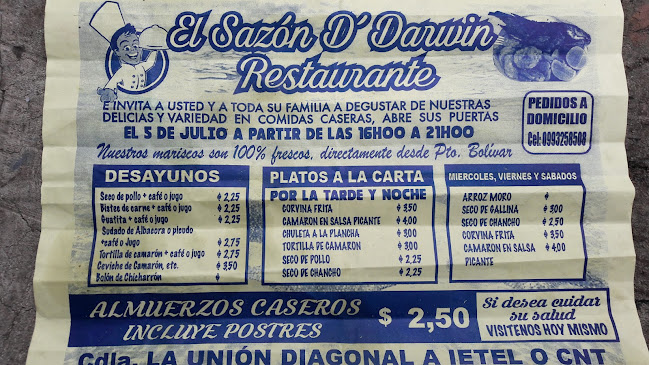 El Sazón D' Darwin
Restaurante
E INVITA A USTED Y A TODA SU FAMILIA A DEGUSTAR DE NUESTRAS
DELICIAS Y VARIEDAD EN COMIDAS CASERAS, ABRE SUS PUERTAS
EL 5 DE JULIO A PARTIR DE LAS 16H00 A 21H00
Nuestros mariscos son 100% frescos, directamente desde Pto. Bolívar
PEDIDOS A
DOMICILIO
Cel: 0993258508
DESAYUNOS
Seco de pollo + café o jugo $ 2,25
Bistec de carne + café o jugo $ 2,25
Guatita + café o jugo $ 2,25
Sudado de Albacora o picudo
+café o Jugo $ 2,75
Tortilla de camarón + café o jugo $ 2,75
Ceviche de Camarón, etc. $ 3,50
Bolón de Chicharrón $
PLATOS A LA CARTA
POR LA TARDE Y NOCHE
CORVINA FRITA $ 3,50
CAMARON EN SALSA PICANTE $ 4,00
CHULETA A LA PLANCHA $ 3,00
TORTILLA DE CAMARON $ 3,00
SECO DE POLLO $ 2,25
SECO DE CHANCHO $ 2,25
MIERCOLES, VIERNES Y SABADOS
ARROZ MORO $
SECO DE GALLINA $ 3,00
SECO DE CHANCHO $ 2,50
CORVINA FRITA $ 3,50
CAMARON EN SALSA $ 4,00
PICANTE
ALMUERZOS CASEROS
INCLUYE POSTRES
$ 2,50
Si desea cuidar
su salud
VISITENOS HOY MISMO
Cdla. LA UNIÓN DIAGONAL A IETEL O CNT